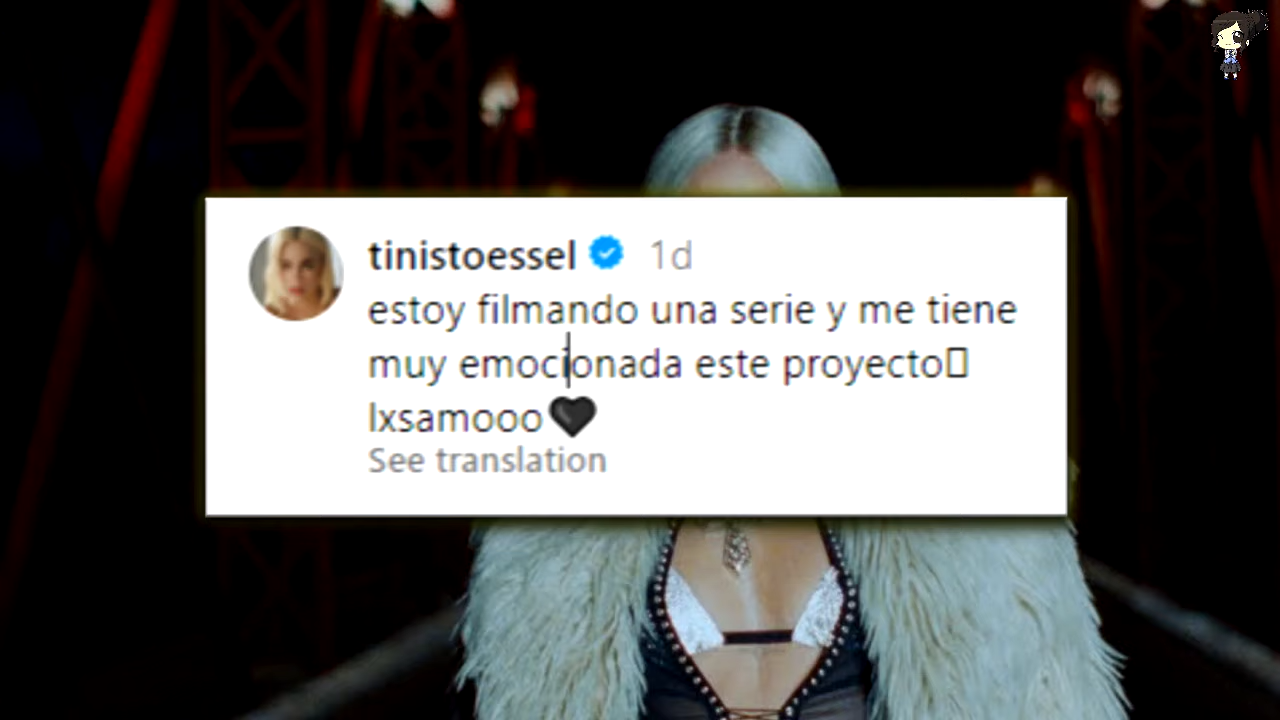 tinistoessel 1d
estoy filmando una serie y me tiene
muy emocionada este proyecto▯
lxsamooo🖤
See translation